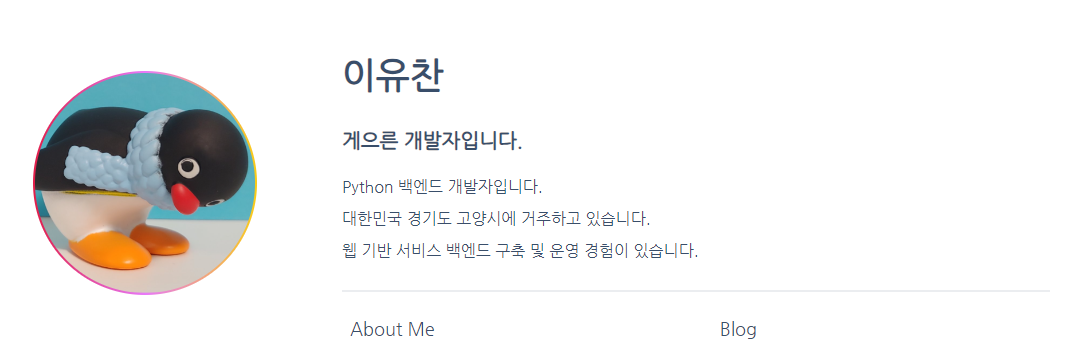 이유찬
게으른 개발자입니다.
Python 백엔드 개발자입니다.
대한민국 경기도 고양시에 거주하고 있습니다.
웹 기반 서비스 백엔드 구축 및 운영 경험이 있습니다.
About Me
Blog